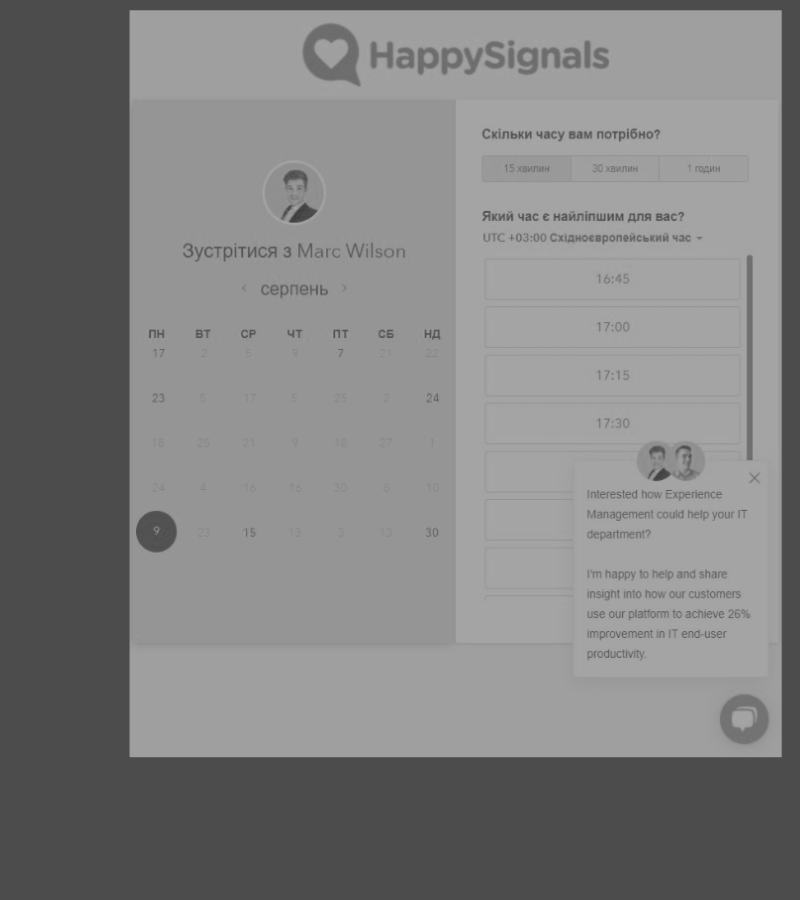 HappySignals
Зустрітися з Marc Wilson
серпень
ПН ВТ СР ЧТ ПТ СБ НД
17 2 5 9 7 21 22
23 5 17 5 25 2 24
18 25 21 9 18 27 1
24 4 16 16 30 6 10
9 23 15 13 3 13 30
Скільки часу вам потрібно?
15 хвилин 30 хвилин 1 годин
Який час є найліпшим для вас?
UTC +03:00 Східноєвропейський час
16:45
17:00
17:15
17:30
Interested how Experience
Management could help your IT
department?
I'm happy to help and share
insight into how our customers
use our platform to achieve 26%
improvement in IT end-user
productivity.